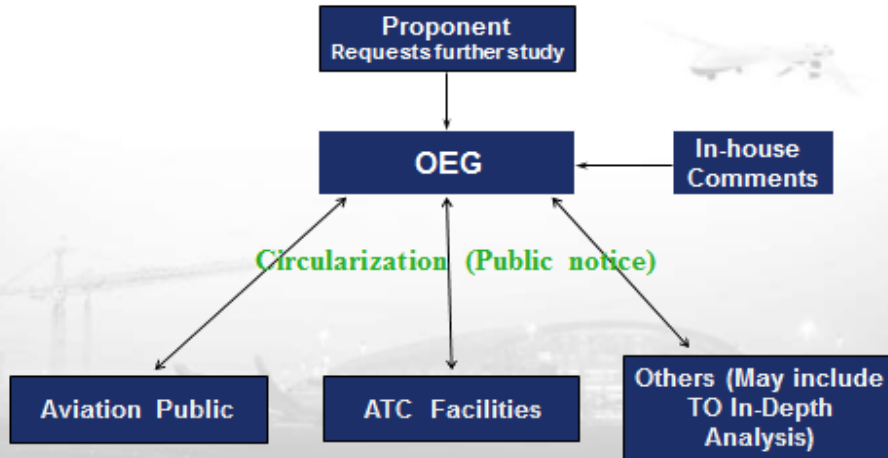 Proponent
Requests further study
OEG
In-house
Comments
Circularization (Public notice)
Aviation Public
ATC Facilities
Others (May include
TO In-Depth
Analysis)